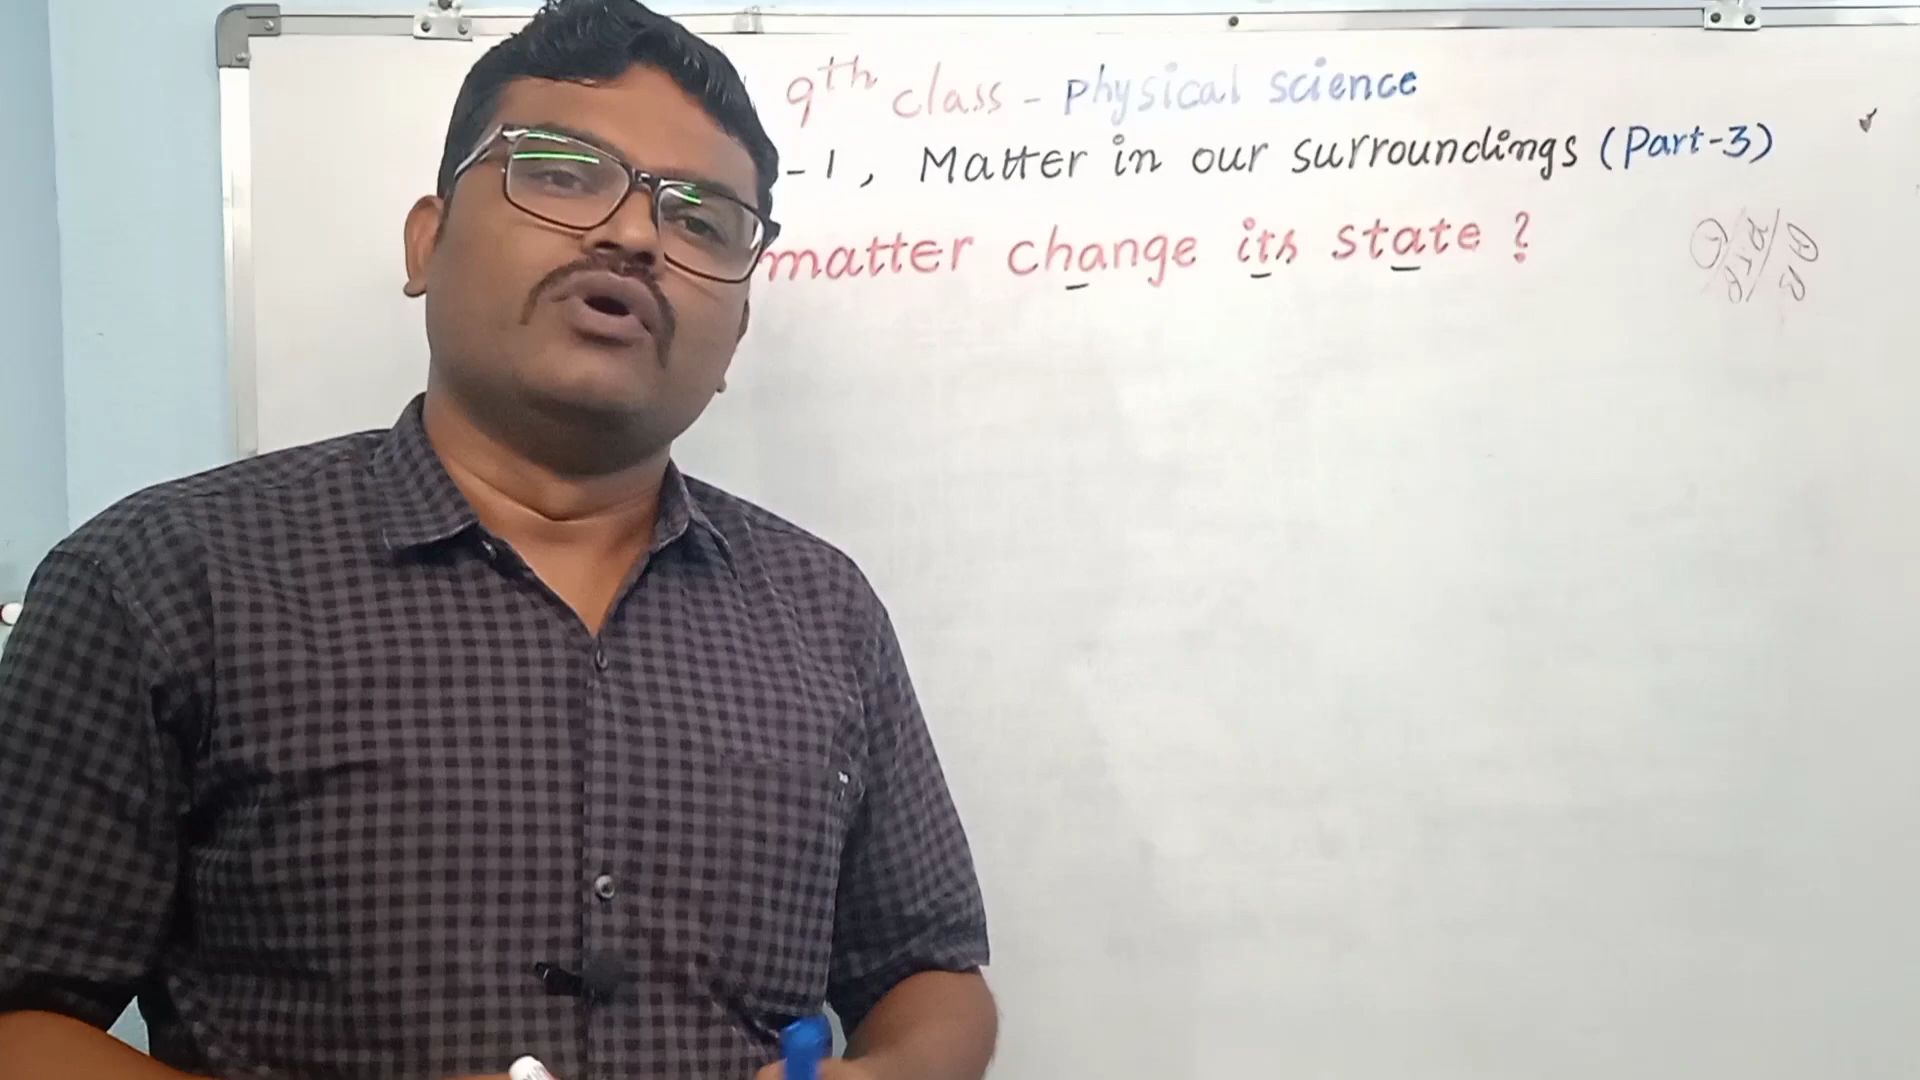 9th class - Physical science
- 1, Matter in our surroundings (Part-3)
matter change its state ?